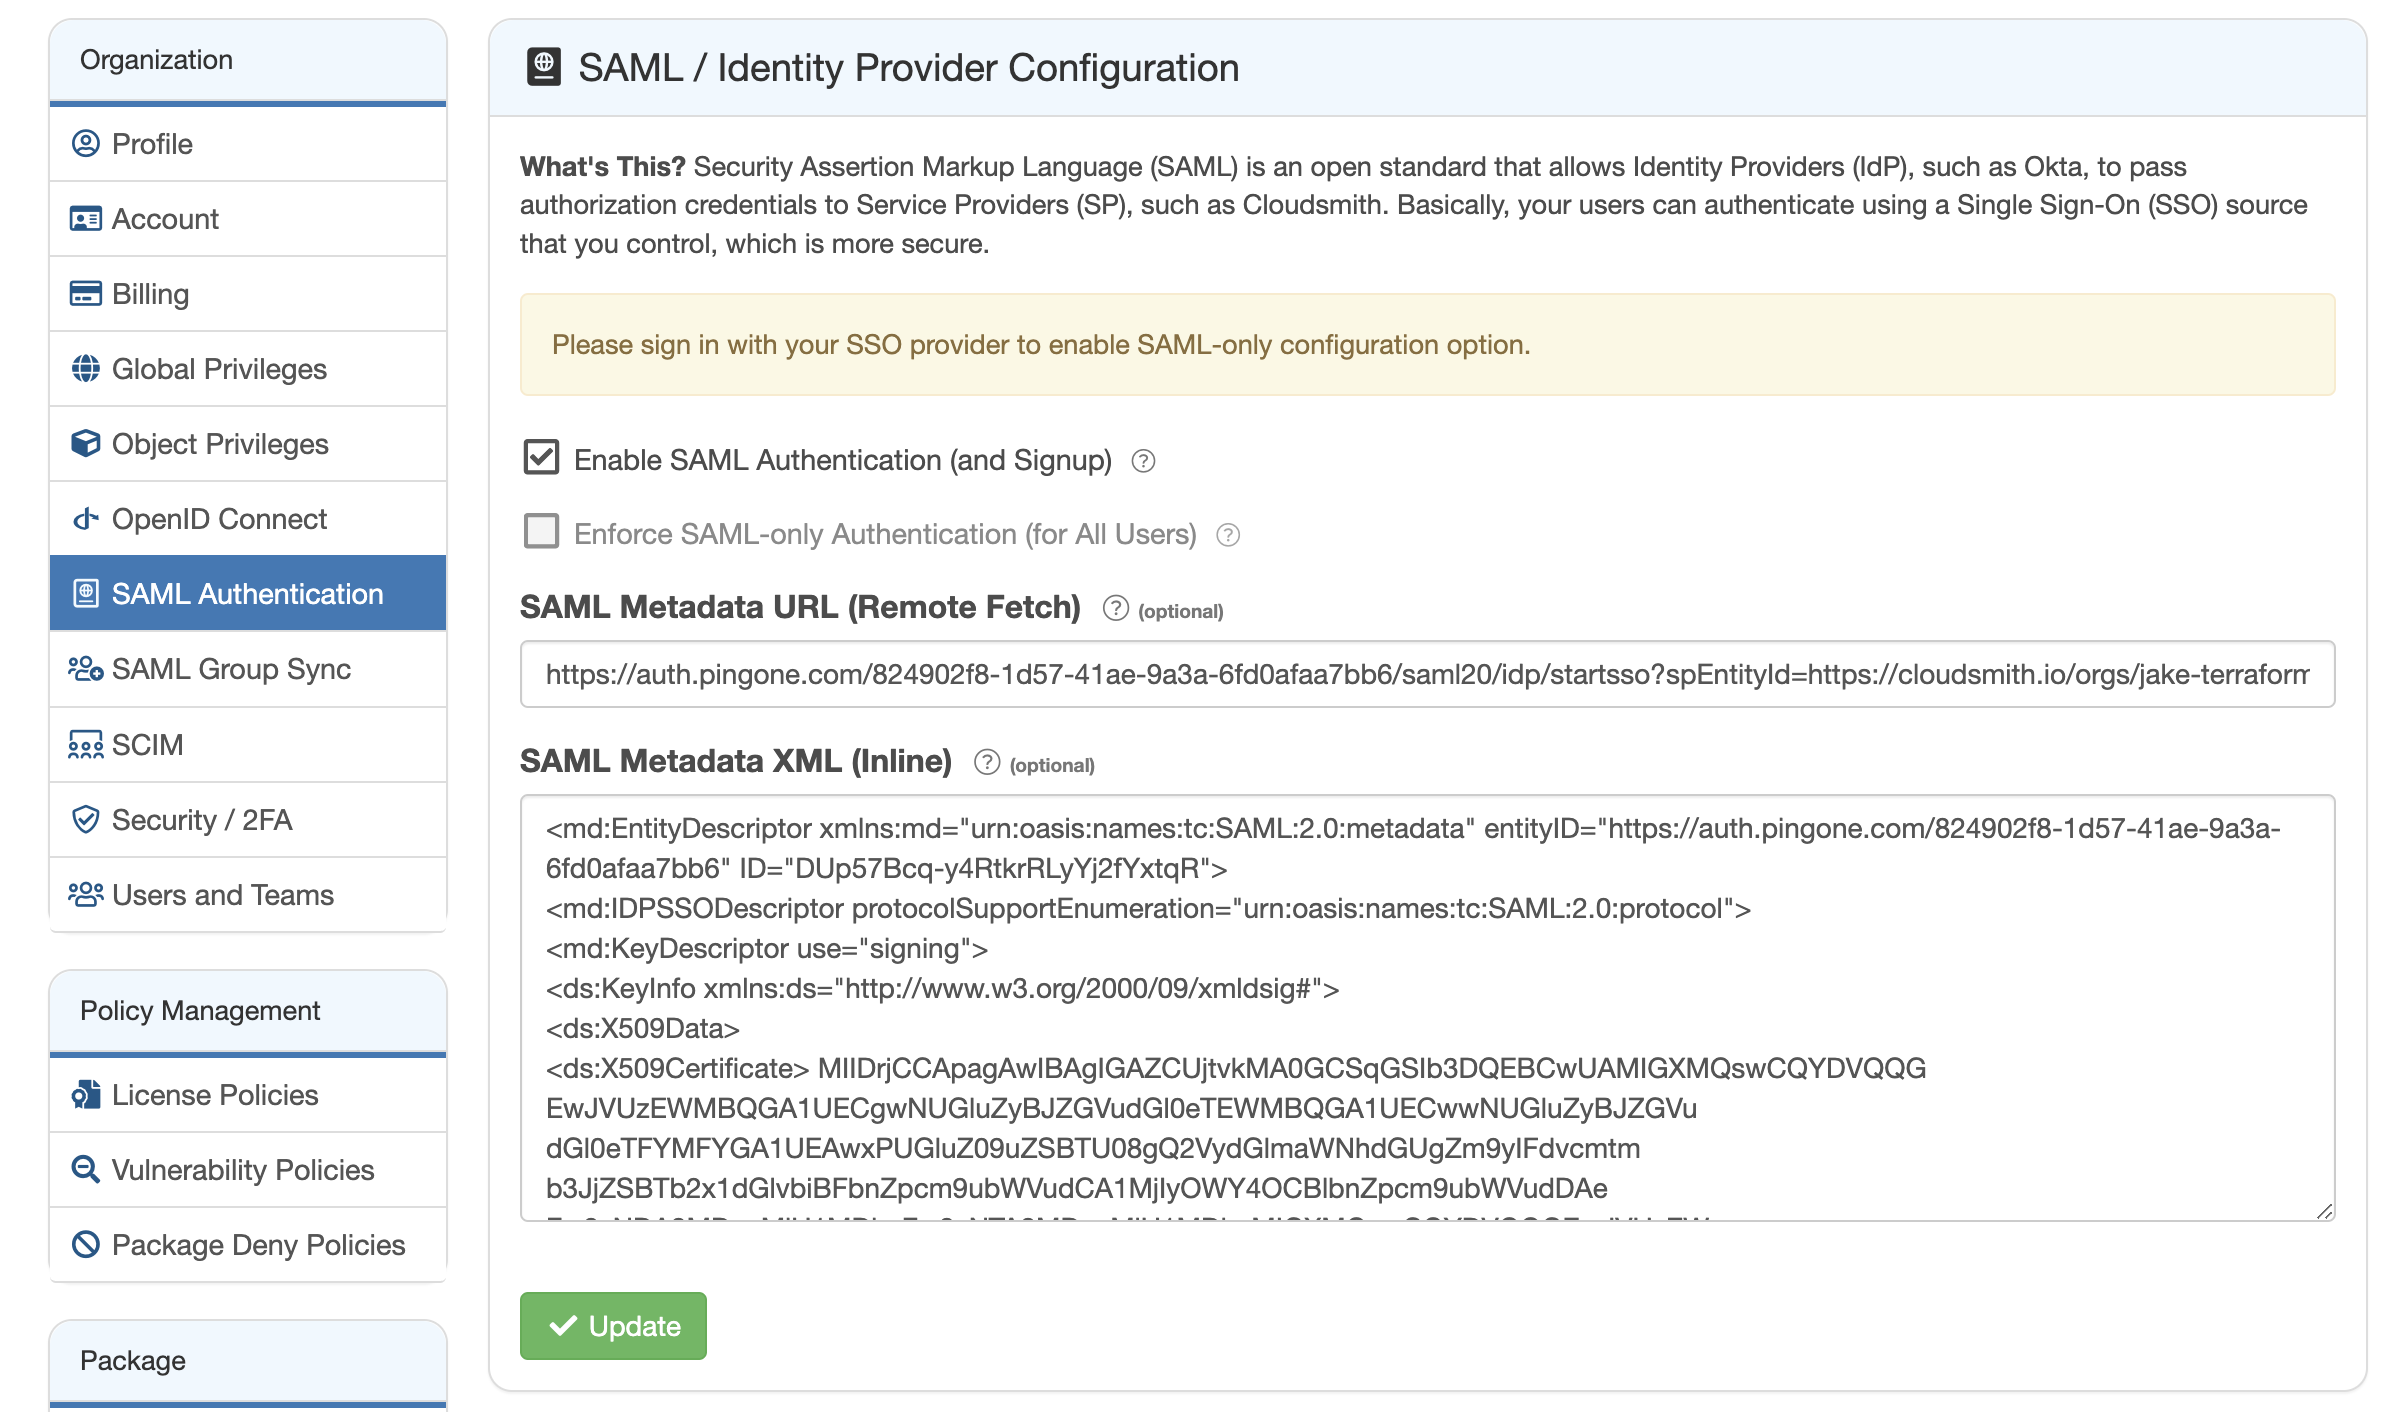 Organization
Profile
Account
Billing
Global Privileges
Object Privileges
OpenID Connect
SAML Authentication
SAML Group Sync
SCIM
Security / 2FA
Users and Teams
Policy Management
License Policies
Vulnerability Policies
Package Deny Policies
Package
SAML / Identity Provider Configuration
What's This? Security Assertion Markup Language (SAML) is an open standard that allows Identity Providers (IdP), such as Okta, to pass
authorization credentials to Service Providers (SP), such as Cloudsmith. Basically, your users can authenticate using a Single Sign-On (SSO) source
that you control, which is more secure.
Please sign in with your SSO provider to enable SAML-only configuration option.
Enable SAML Authentication (and Signup) ?
Enforce SAML-only Authentication (for All Users) ?
SAML Metadata URL (Remote Fetch) ? (optional)
https://auth.pingone.com/824902f8-1d57-41ae-9a3a-6fd0afaa7bb6/saml20/idp/startsso?spEntityId=https://cloudsmith.io/orgs/jake-terraform
SAML Metadata XML (Inline) ? (optional)
<md:EntityDescriptor xmlns:md="urn:oasis:names:tc:SAML:2.0:metadata" entityID="https://auth.pingone.com/824902f8-1d57-41ae-9a3a-
6fd0afaa7bb6" ID="DUp57Bcq-y4RtkrRLyYj2fYxtqR">
<md:IDPSSODescriptor protocolSupportEnumeration="urn:oasis:names:tc:SAML:2.0:protocol">
<md:KeyDescriptor use="signing">
<ds:KeyInfo xmlns:ds="http://www.w3.org/2000/09/xmldsig#">
<ds:X509Data>
<ds:X509Certificate> MIIDrjCCApagAwIBAgIGAZCUjtvkMA0GCSqGSIb3DQEBCwUAMIGXMQswCQYDVQQG
EwJVUzEWMBQGA1UECgwNUGluZyBJZGVudGl0eTEWMBQGA1UECwwNUGluZyBJZGVu
dGl0eTFYMFYGA1UEAwxPUGluZ09uZSBTU08gQ2VydGlmaWNhdGUgZm9yIFdvcmtm
b3JjZSBTb2x1dGlvbiBFbnZpcm9ubWVudCA1MjIyOWY4OCBlbnZpcm9ubWVudDAe
Update